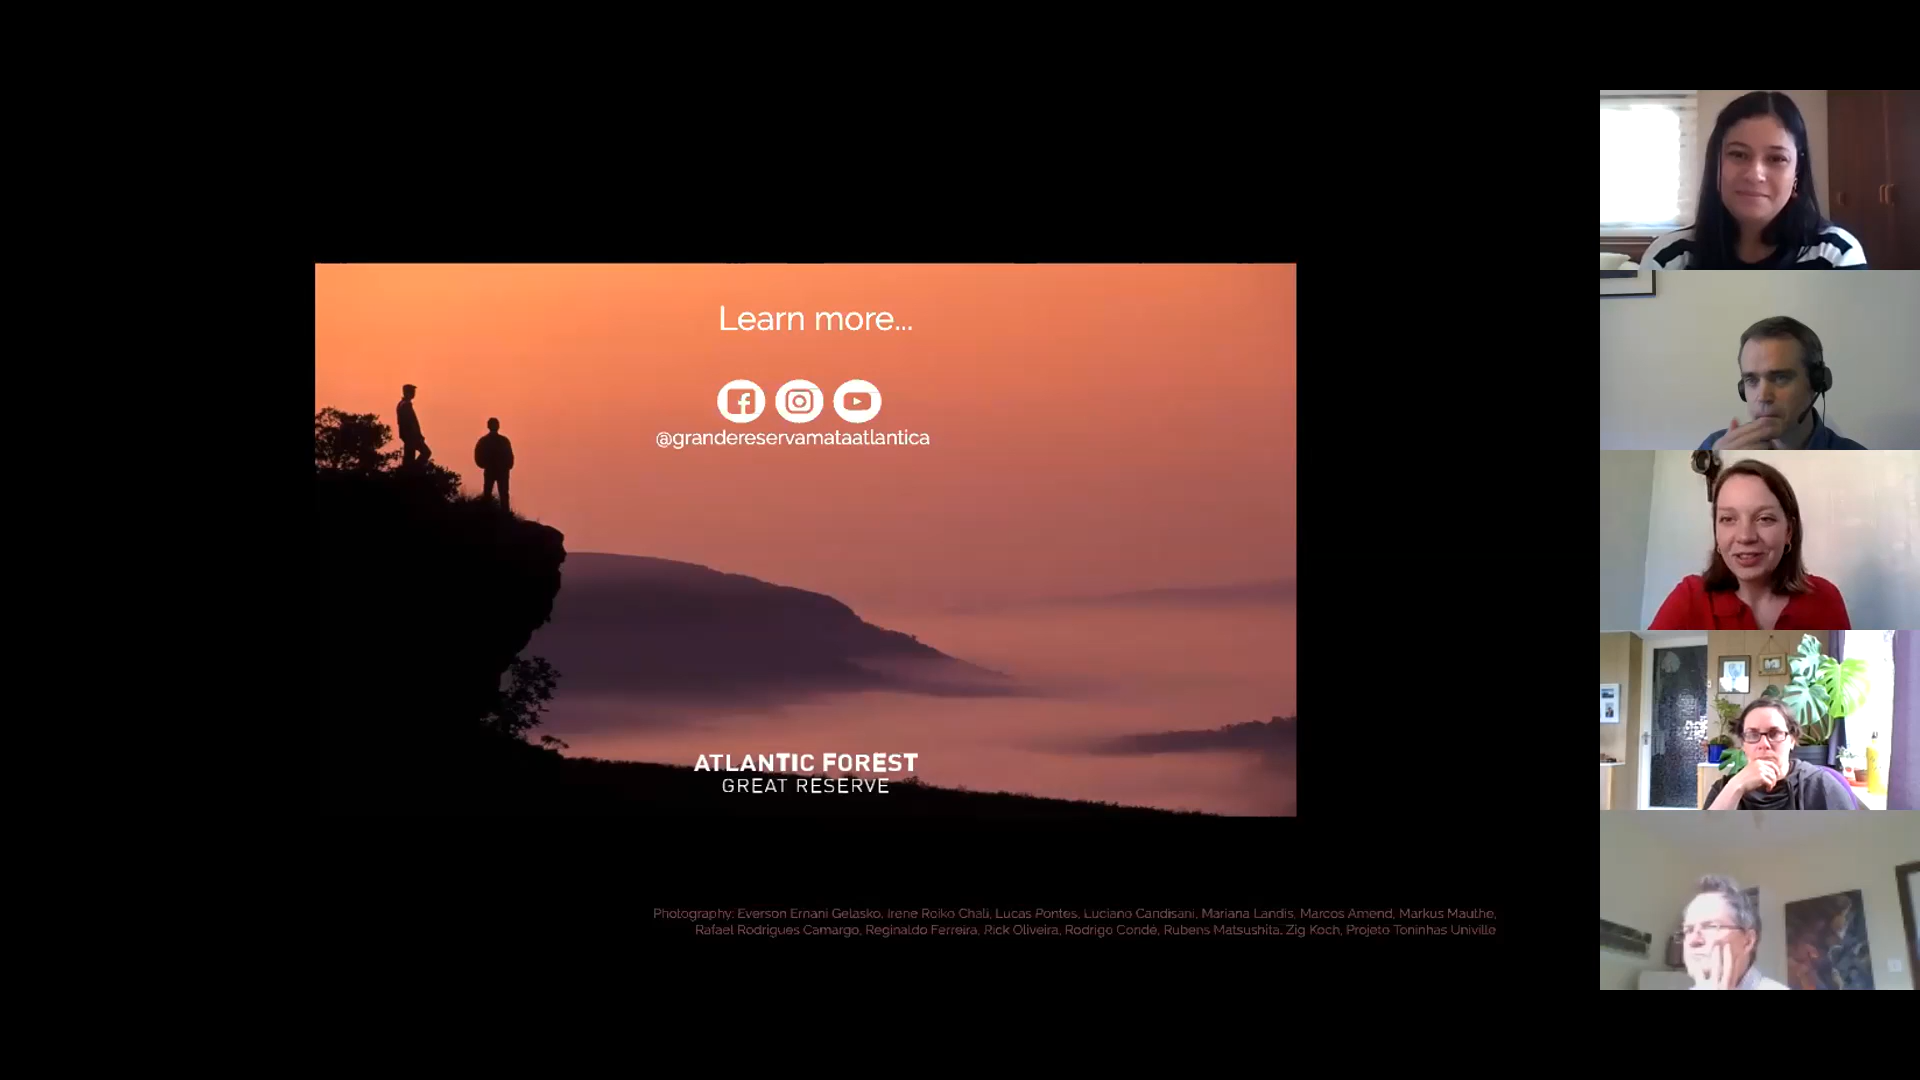 Learn more...
@grandereservamataatlantica
ATLANTIC FOREST
GREAT RESERVE
Photography: Everson Ernani Gelasko, Irene Roiko Chali, Lucas Pontes, Luciano Candisani, Mariana Landis, Marcos Amend, Markus Mauthe,
Rafael Rodrigues Camargo, Reginaldo Ferreira, Rick Oliveira, Rodrigo Condé, Rubens Matsushita, Zig Koch, Projeto Toninhas Univille